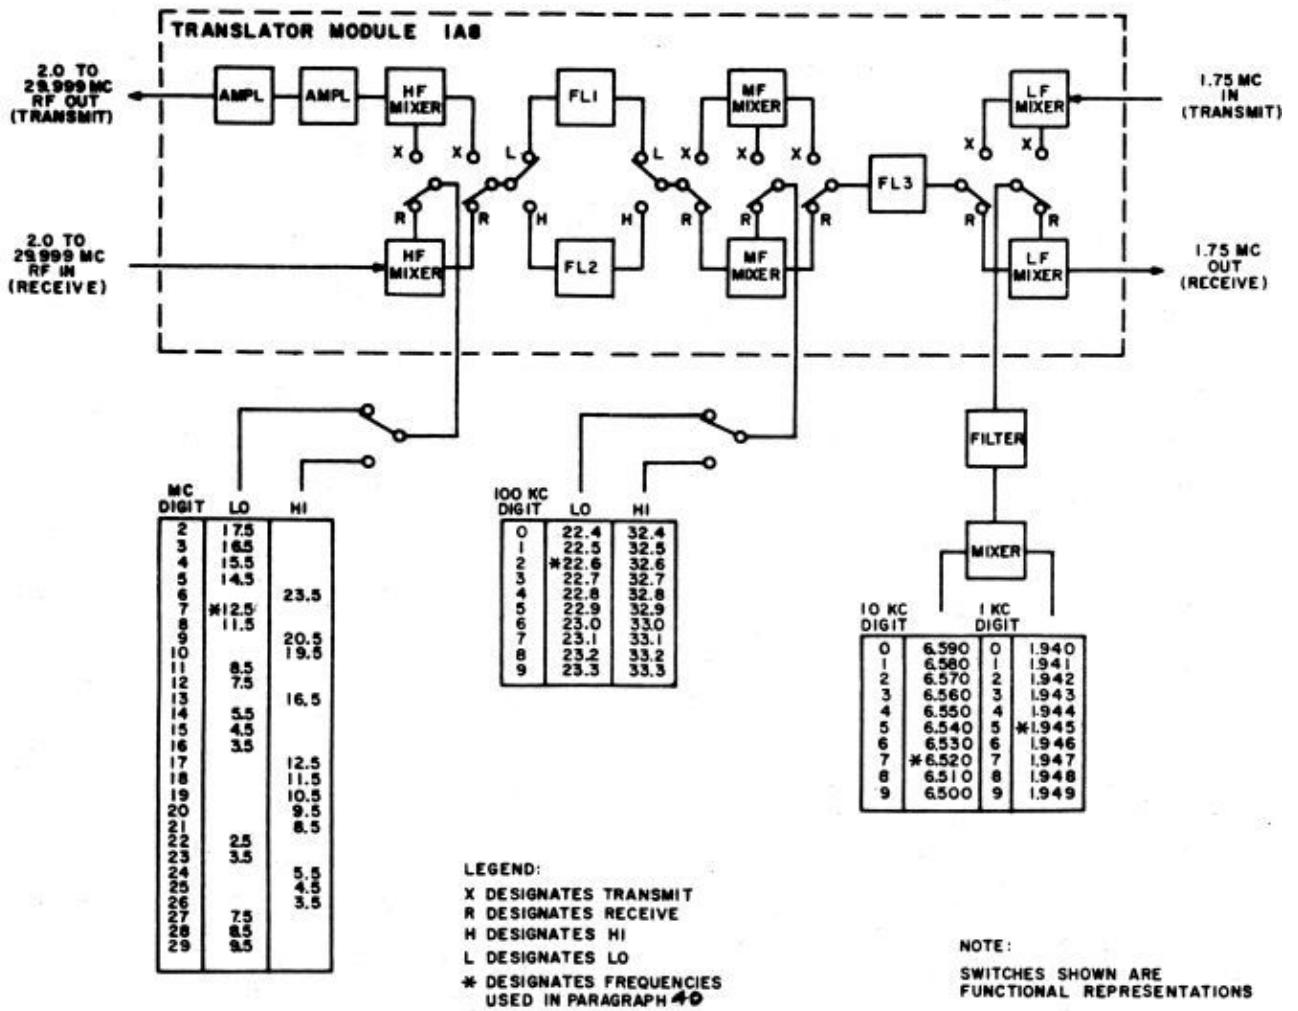 TRANSLATOR MODULE 1A8
2.0 TO
29.999 MC
RF OUT
(TRANSMIT)
AMPL
AMPL
HF
MIXER
FL1
MF
MIXER
LF
MIXER
1.75 MC
IN
(TRANSMIT)
X
X
L
L
X
X
X
X
X
FL3
R
R
H
H
R
R
R
R
R
2.0 TO
29.999 MC
RF IN
(RECEIVE)
HF
MIXER
FL2
MF
MIXER
LF
MIXER
1.75 MC
OUT
(RECEIVE)
FILTER
MIXER
MC
DIGIT LO HI
2 17.5
3 16.5
4 15.5
5 14.5
6 23.5
7 *12.5
8 11.5
9 20.5
10 19.5
11 8.5
12 7.5
13 16.5
14 5.5
15 4.5
16 3.5
17 12.5
18 11.5
19 10.5
20 9.5
21 8.5
22 2.5
23 3.5
24 5.5
25 4.5
26 3.5
27 7.5
28 8.5
29 9.5
100 KC
DIGIT LO HI
0 22.4 32.4
1 22.5 32.5
2 *22.6 32.6
3 22.7 32.7
4 22.8 32.8
5 22.9 32.9
6 23.0 33.0
7 23.1 33.1
8 23.2 33.2
9 23.3 33.3
10 KC 1 KC
DIGIT DIGIT
0 6.590 0 1.940
1 6.580 1 1.941
2 6.570 2 1.942
3 6.560 3 1.943
4 6.550 4 1.944
5 6.540 5 *1.945
6 6.530 6 1.946
7 *6.520 7 1.947
8 6.510 8 1.948
9 6.500 9 1.949
LEGEND:
X DESIGNATES TRANSMIT
R DESIGNATES RECEIVE
H DESIGNATES HI
L DESIGNATES LO
* DESIGNATES FREQUENCIES
USED IN PARAGRAPH 40
NOTE:
SWITCHES SHOWN ARE
FUNCTIONAL REPRESENTATIONS